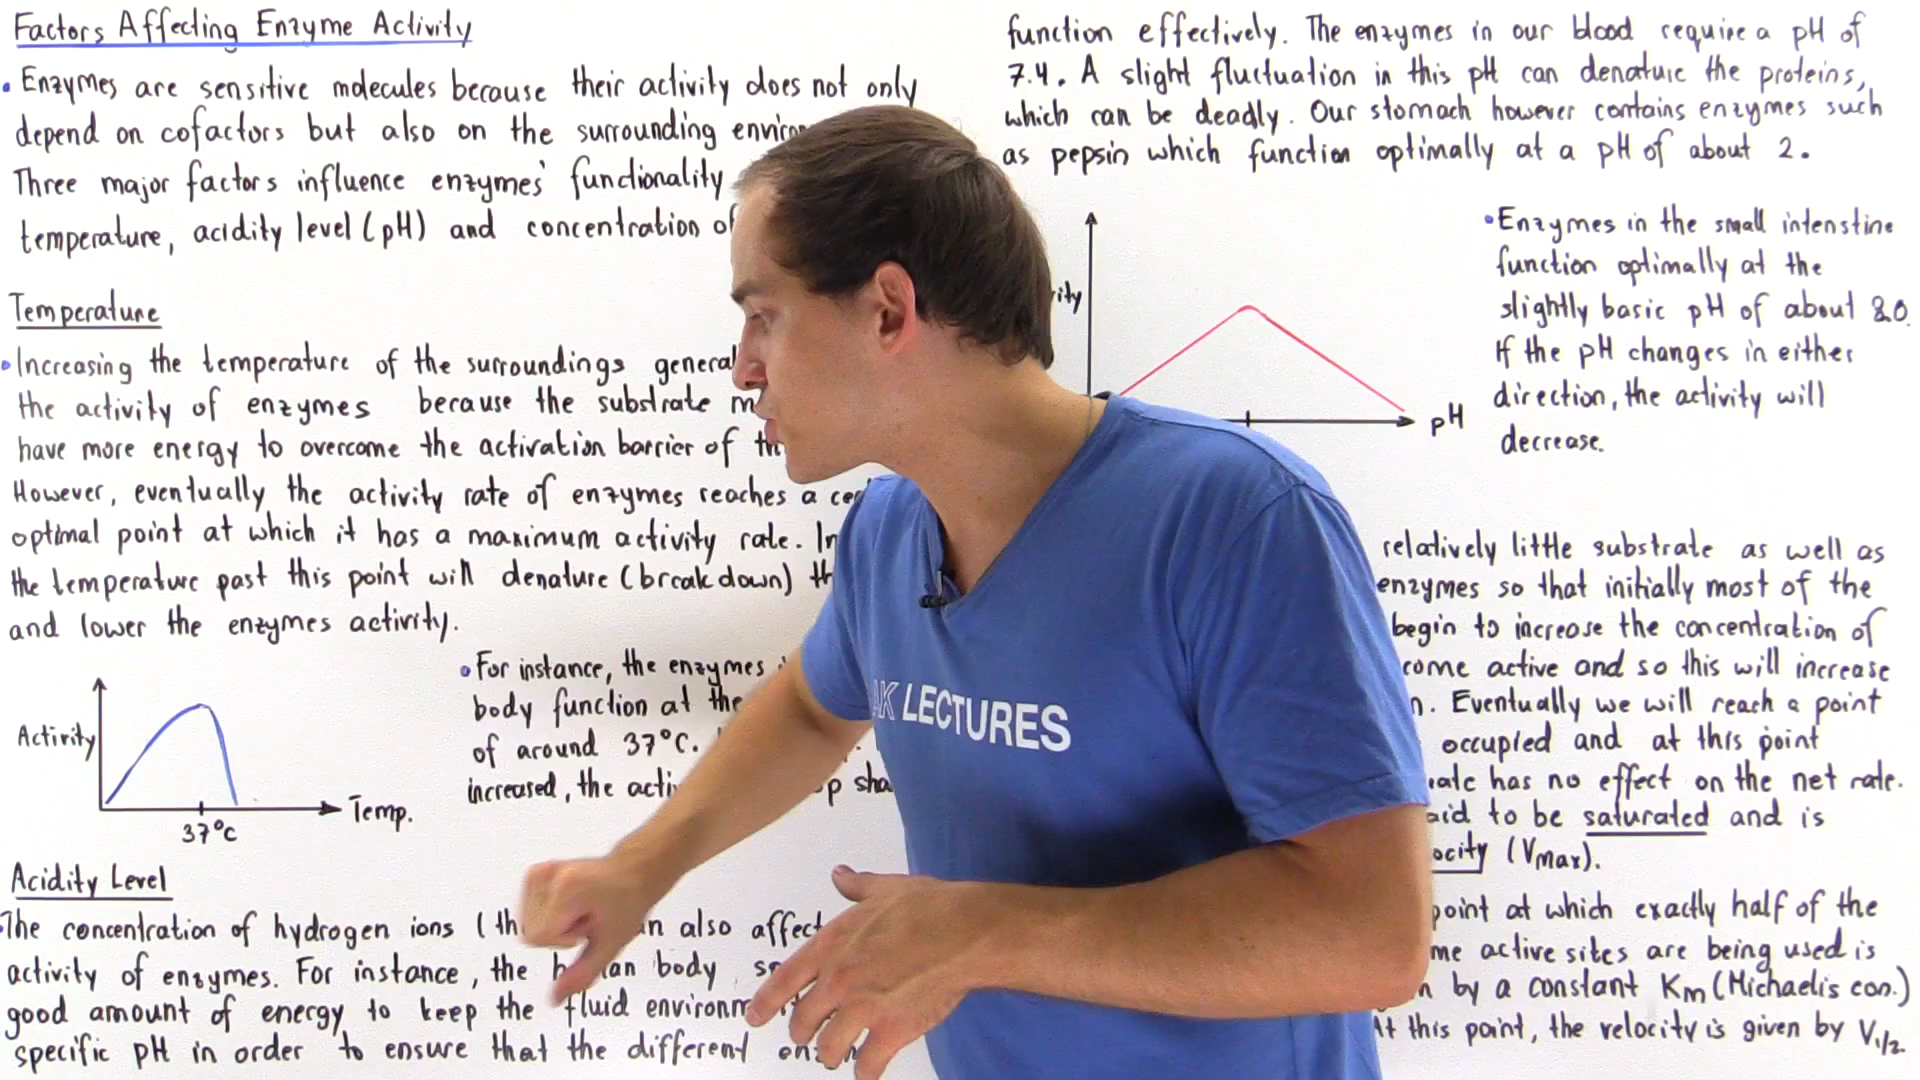 Factors Affecting Enzyme Activity
• Enzymes are sensitive molecules because their activity does not only
depend on cofactors but also on the surrounding
Three major factors influence enzymes' functionality
temperature, acidity level (pH) and concentration
Temperature
• Increasing the temperature of the surroundings
the activity of enzymes because the substrate
have more energy to overcome the activation barrier of
However, eventually the activity rate of enzymes reaches a
optimal point at which it has a maximum activity rate.
the temperature past this point will denature (break down)
and lower the enzymes activity.
Activity
Temp.
37°C
• For instance, the enzymes
body function at the
of around 37°C.
increased, the
Acidity Level
• The concentration of hydrogen ions also affect
activity of enzymes. For instance, the body
good amount of energy to keep the fluid
specific pH in order to ensure that the different
function effectively. The enzymes in our blood require a pH of
7.4. A slight fluctuation in this pH can denature the proteins,
which can be deadly. Our stomach however contains enzymes such
as pepsin which function optimally at a pH of about 2.
pH
• Enzymes in the small intenstine
function optimally at the
slightly basic pH of about 8.0.
If the pH changes in either
direction, the activity will
decrease.
relatively little substrate as well as
enzymes so that initially most of the
begin to increase the concentration of
come active and so this will increase
Eventually we will reach a point
occupied and at this point
has no effect on the net rate.
to be saturated and is
(Vmax).
point at which exactly half of the
active sites are being used is
by a constant Km (Michaelis con.)
At this point, the velocity is given by V1/2.
AK LECTURES